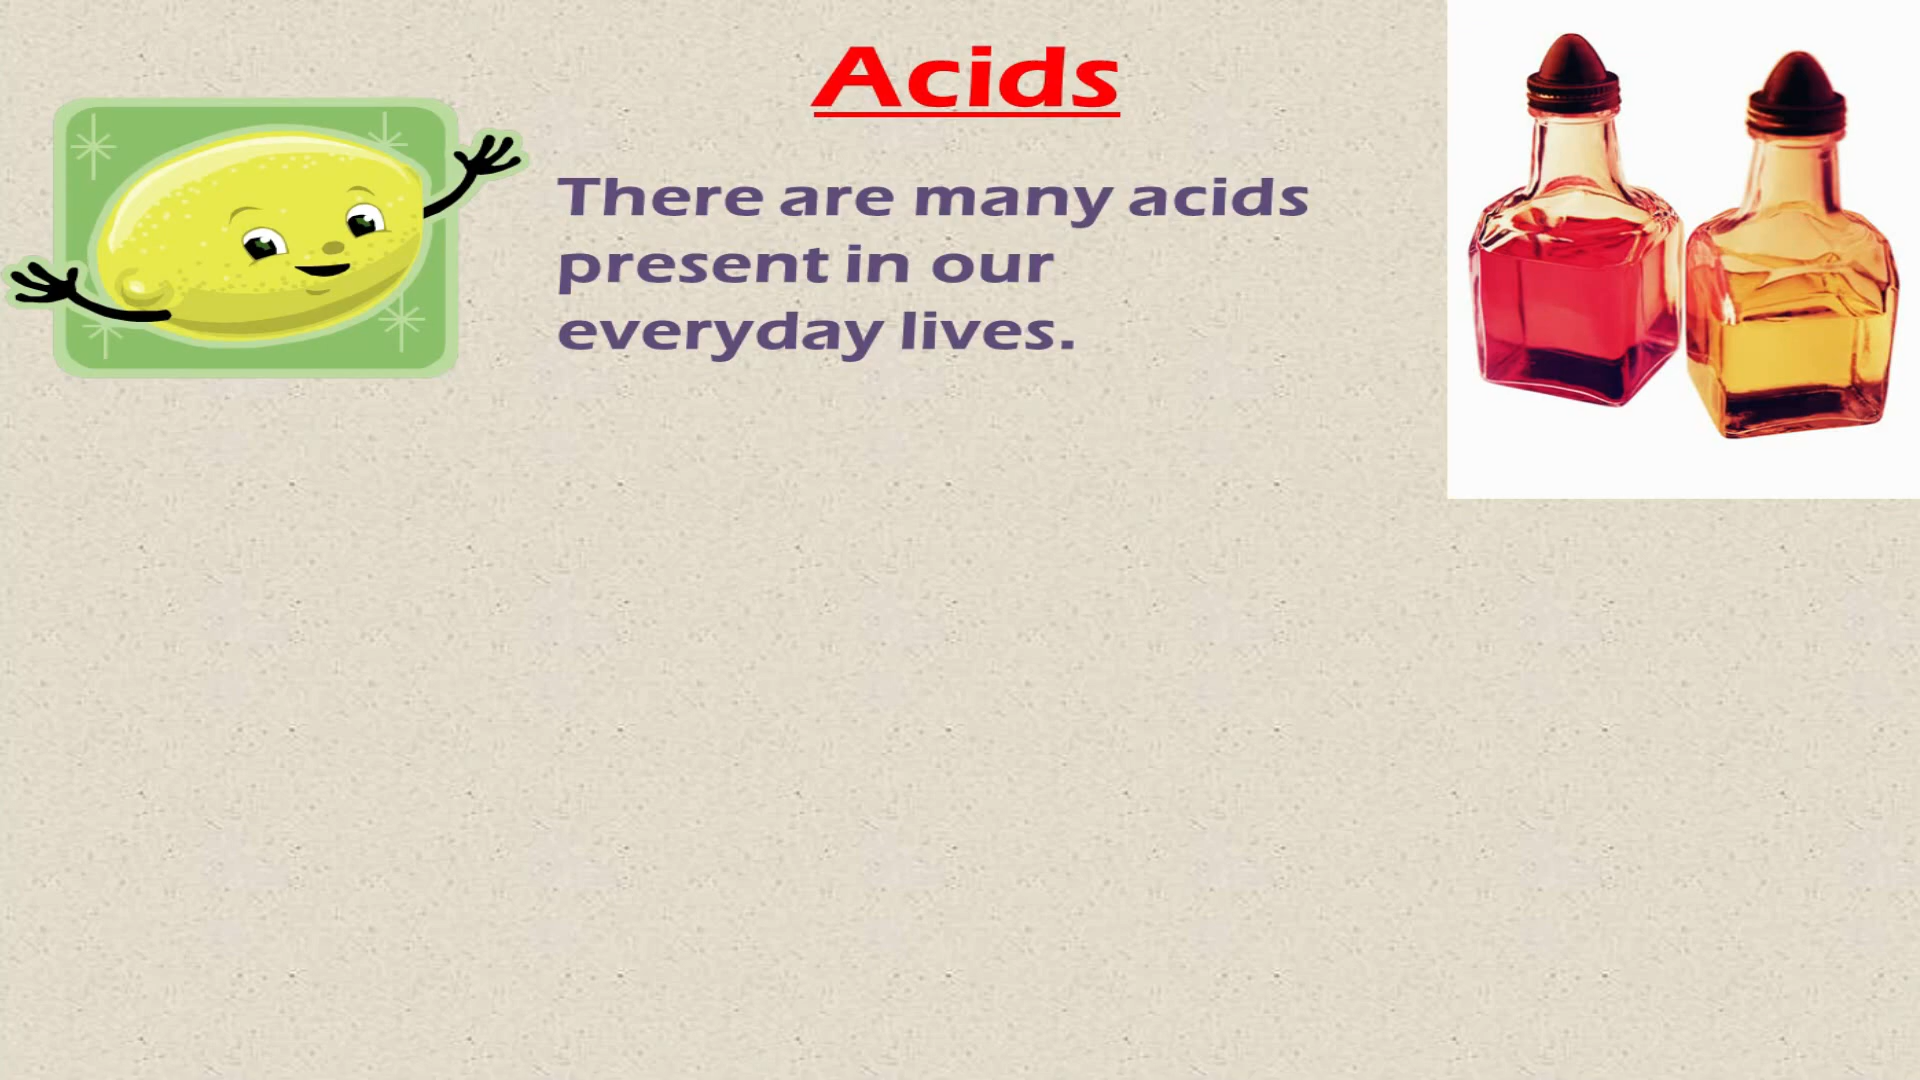 Acids
There are many acids
present in our
everyday lives.